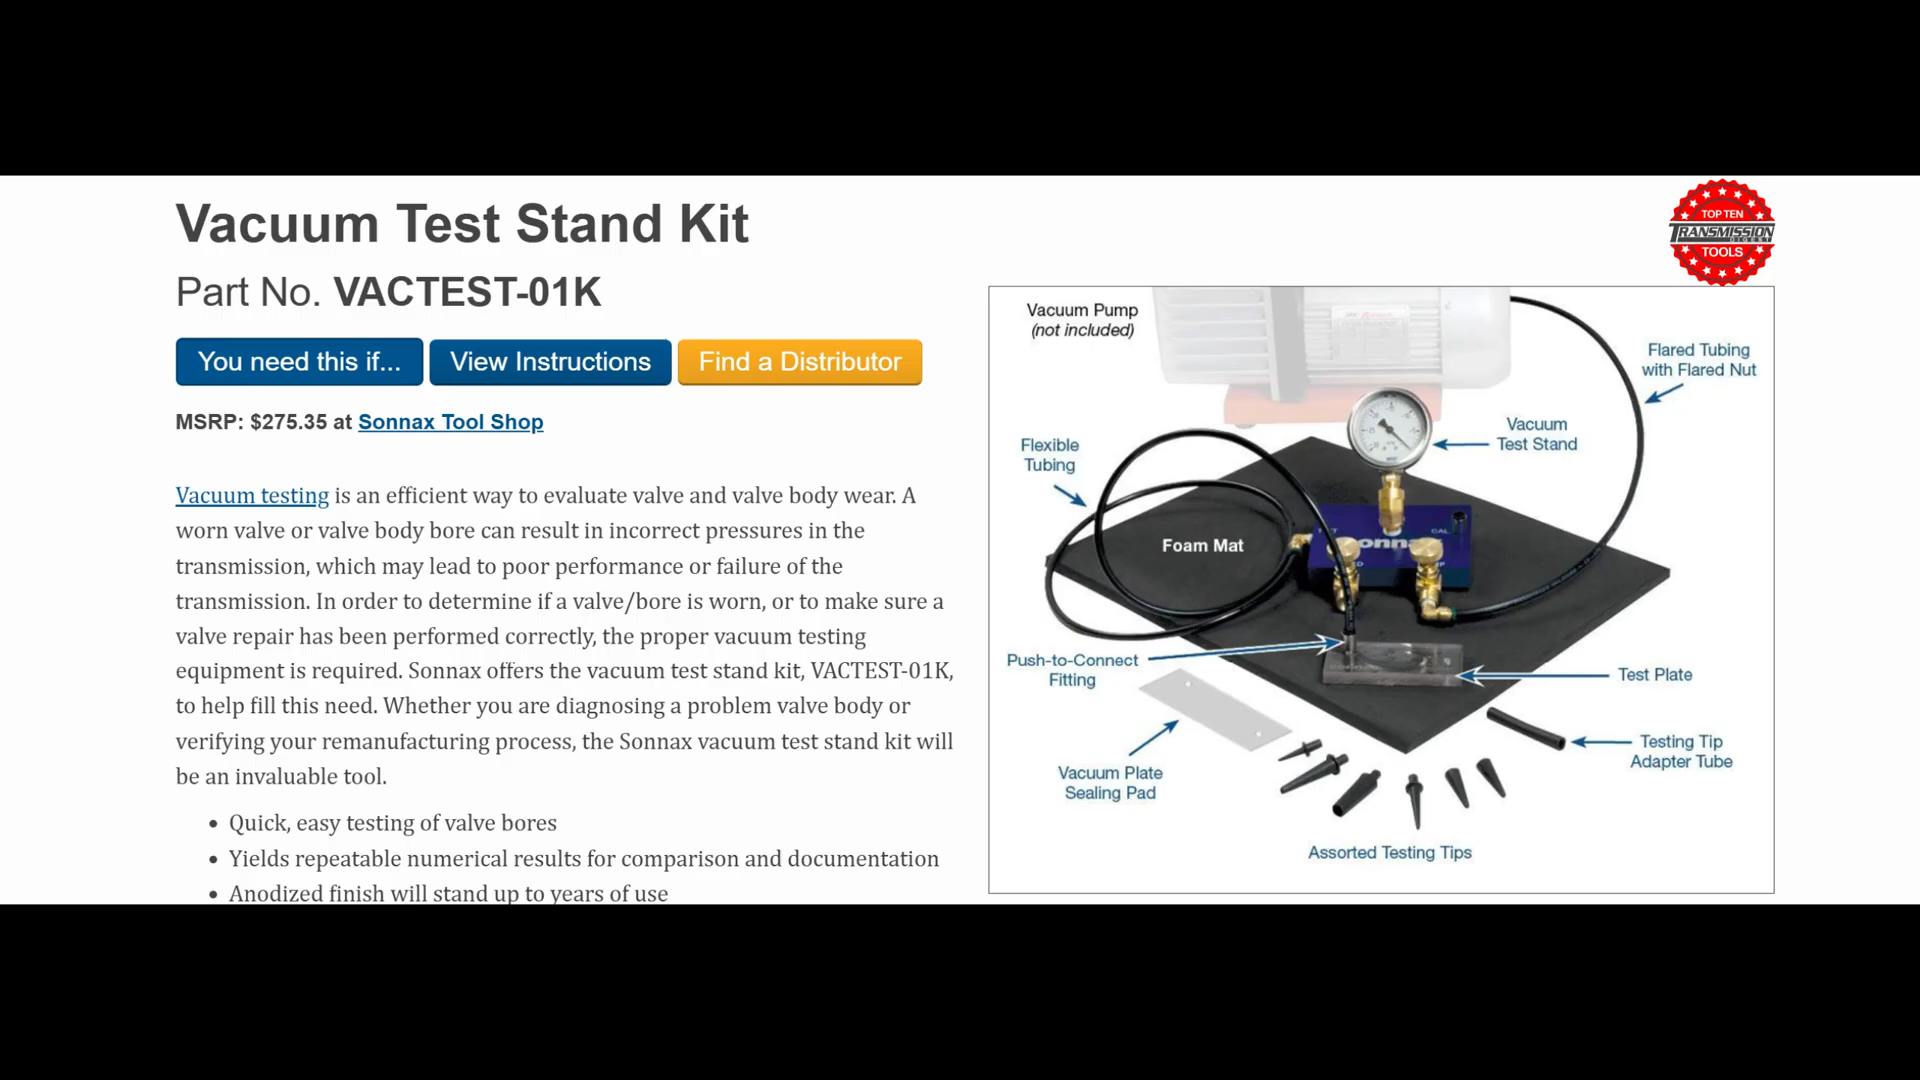 Vacuum Test Stand Kit
Part No. VACTEST-01K
You need this if...
View Instructions
Find a Distributor
MSRP: $275.35 at Sonnax Tool Shop
Vacuum testing is an efficient way to evaluate valve and valve body wear. A
worn valve or valve body bore can result in incorrect pressures in the
transmission, which may lead to poor performance or failure of the
transmission. In order to determine if a valve/bore is worn, or to make sure a
valve repair has been performed correctly, the proper vacuum testing
equipment is required. Sonnax offers the vacuum test stand kit, VACTEST-01K,
to help fill this need. Whether you are diagnosing a problem valve body or
verifying your remanufacturing process, the Sonnax vacuum test stand kit will
be an invaluable tool.
• Quick, easy testing of valve bores
• Yields repeatable numerical results for comparison and documentation
• Anodized finish will stand up to years of use
TOP TEN
TRANSMISSION
DIGEST
TOOLS
Vacuum Pump
(not included)
Flared Tubing
with Flared Nut
Vacuum
Test Stand
Flexible
Tubing
Foam Mat
CAL
Push-to-Connect
Fitting
Test Plate
Testing Tip
Adapter Tube
Vacuum Plate
Sealing Pad
Assorted Testing Tips